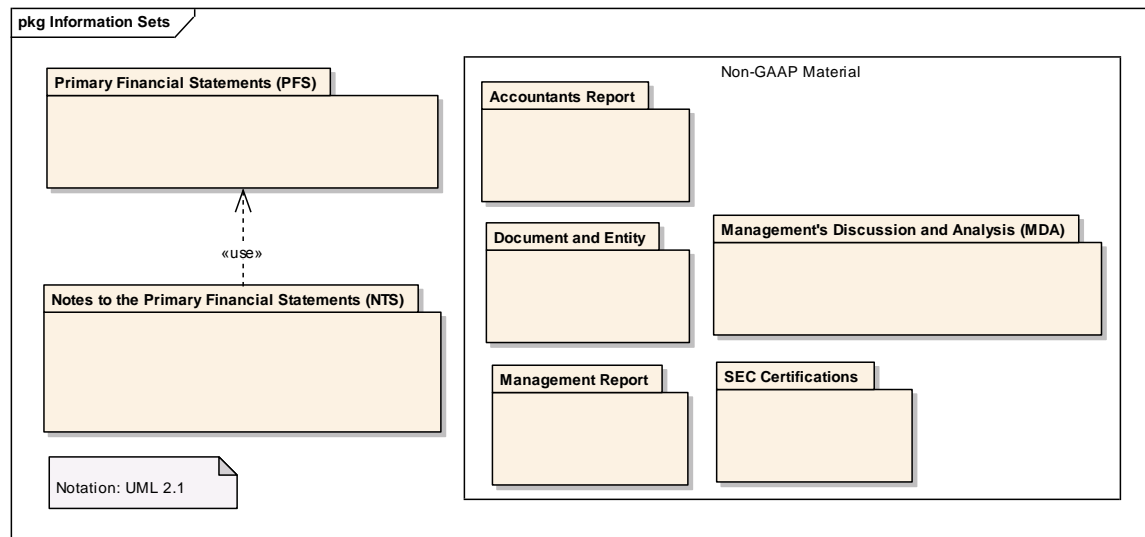 pkg Information Sets
Primary Financial Statements (PFS)
«use»
Notes to the Primary Financial Statements (NTS)
Notation: UML 2.1
Non-GAAP Material
Accountants Report
Document and Entity
Management's Discussion and Analysis (MDA)
Management Report
SEC Certifications